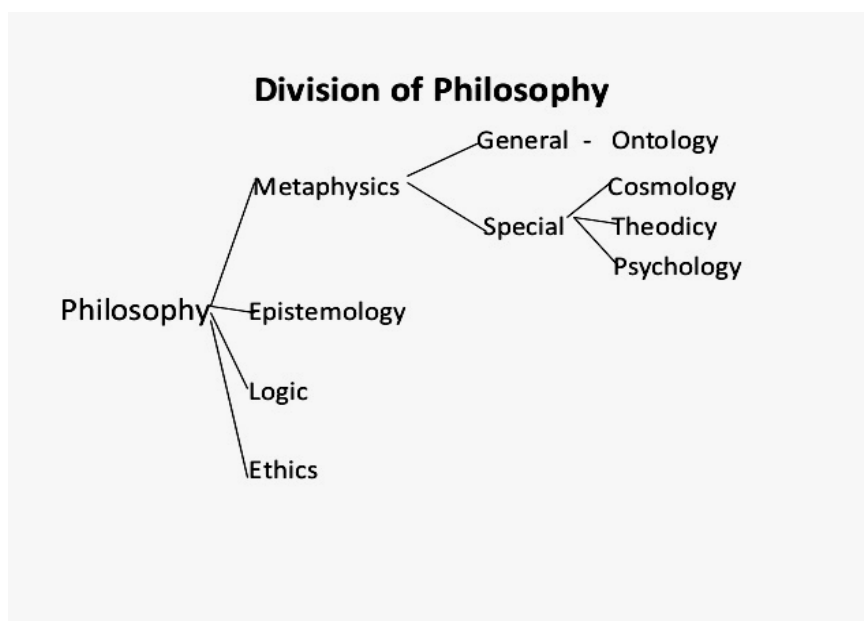 Division of Philosophy
General - Ontology
Metaphysics
Cosmology
Special
Theodicy
Psychology
Philosophy
Epistemology
Logic
Ethics